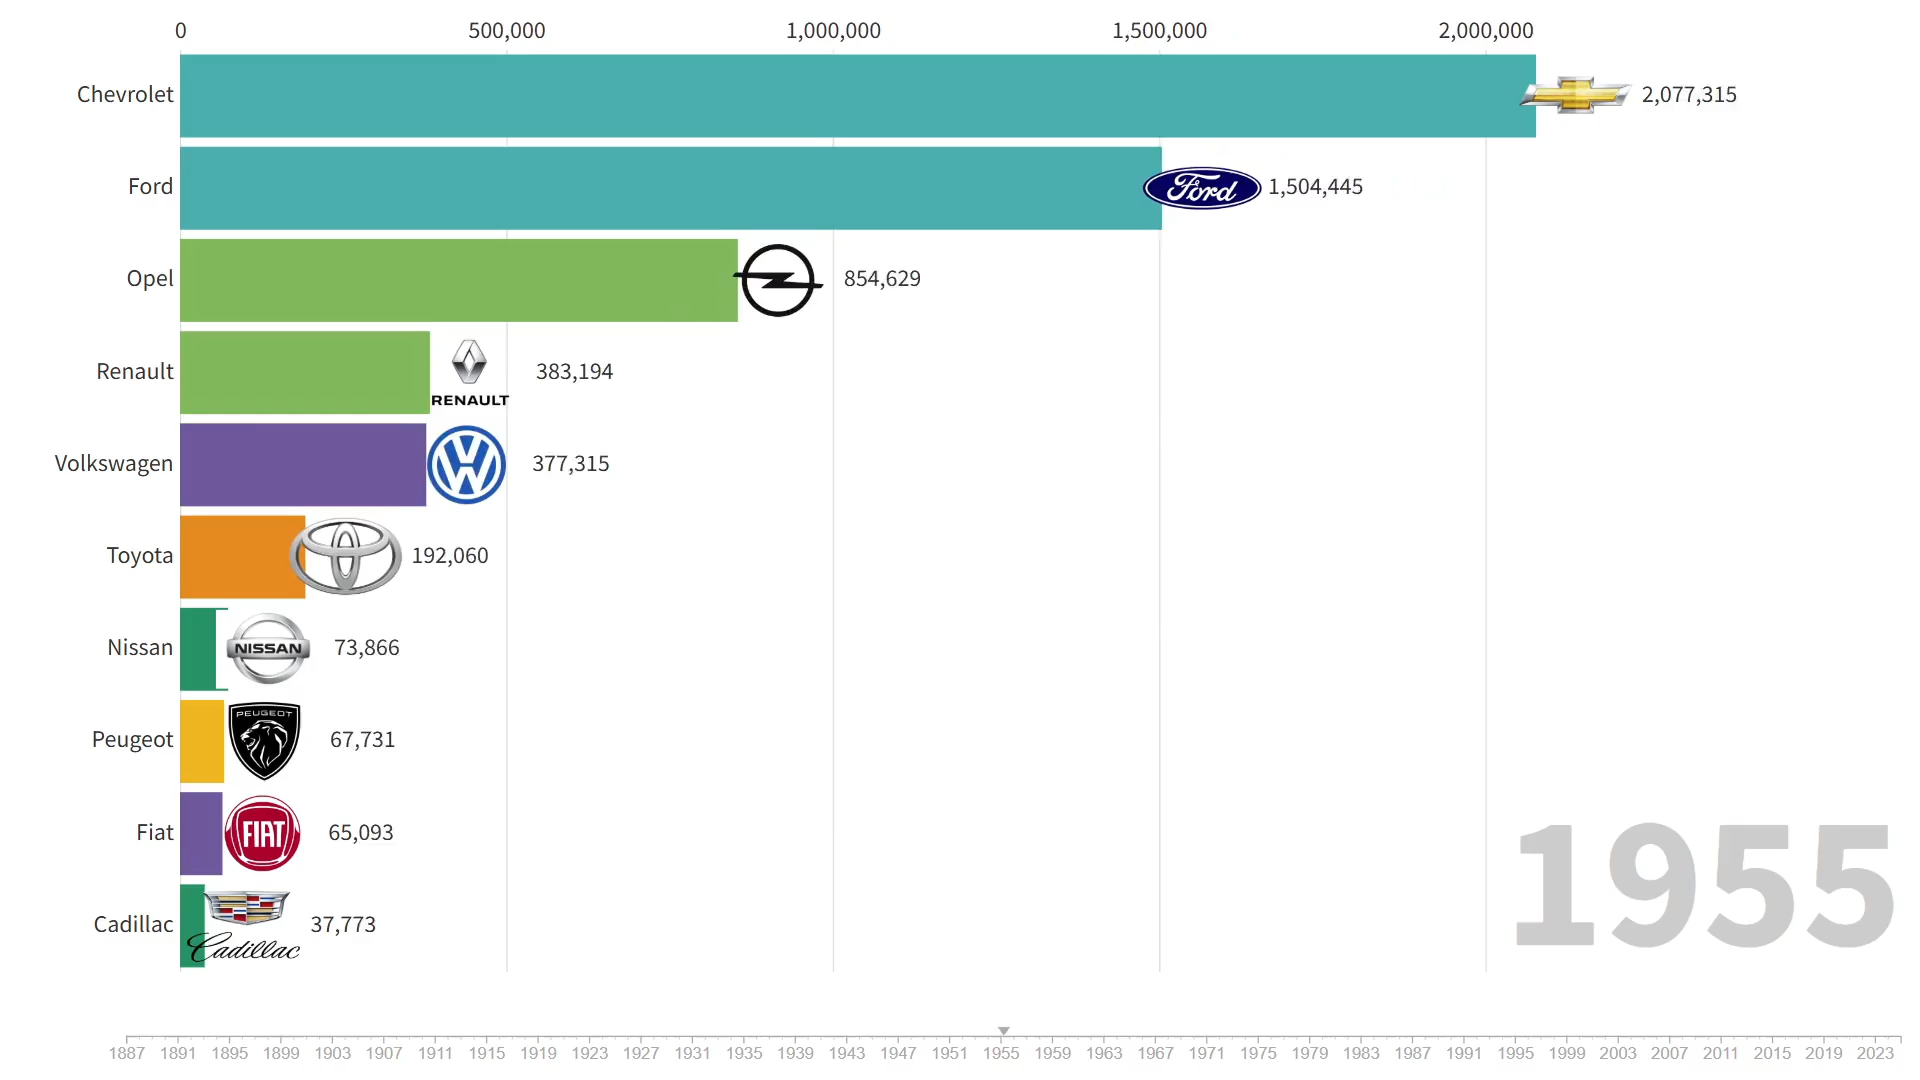 0 500,000 1,000,000 1,500,000 2,000,000
Chevrolet 2,077,315
Ford Ford 1,504,445
Opel 854,629
Renault 383,194
RENAULT
Volkswagen 377,315
Toyota 192,060
Nissan NISSAN 73,866
PEUGEOT
Peugeot 67,731
Fiat FIAT 65,093
Cadillac 37,773
Cadillac
1955
1887 1891 1895 1899 1903 1907 1911 1915 1919 1923 1927 1931 1935 1939 1943 1947 1951 1955 1959 1963 1967 1971 1975 1979 1983 1987 1991 1995 1999 2003 2007 2011 2015 2019 2023